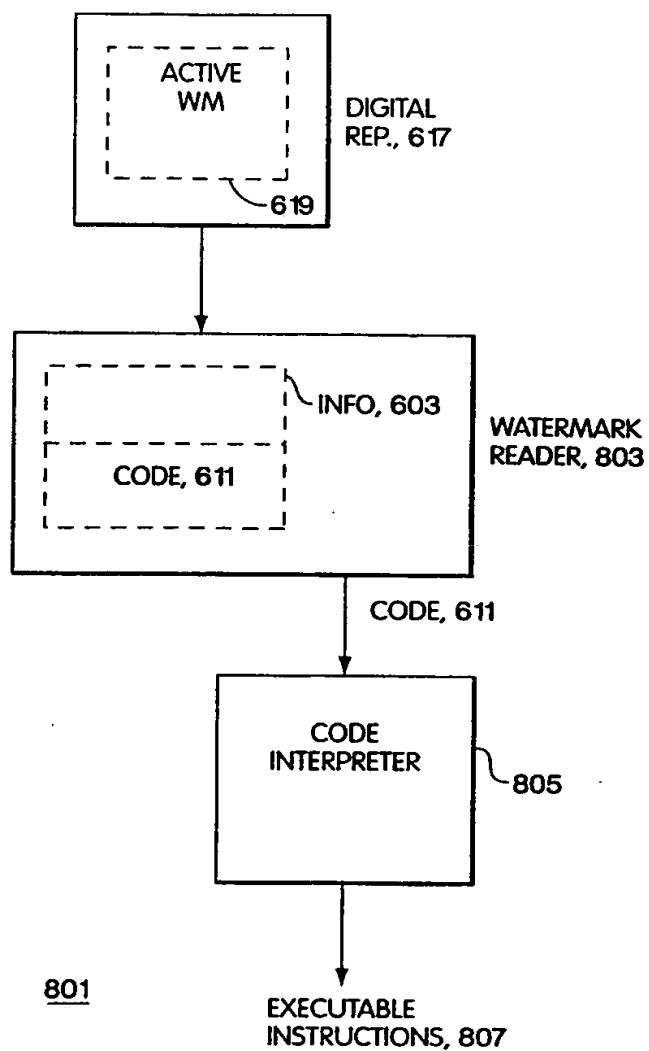 ACTIVE
WM
DIGITAL
REP., 617
619
INFO, 603
CODE, 611
WATERMARK
READER, 803
CODE, 611
CODE
INTERPRETER
805
801
EXECUTABLE
INSTRUCTIONS, 807